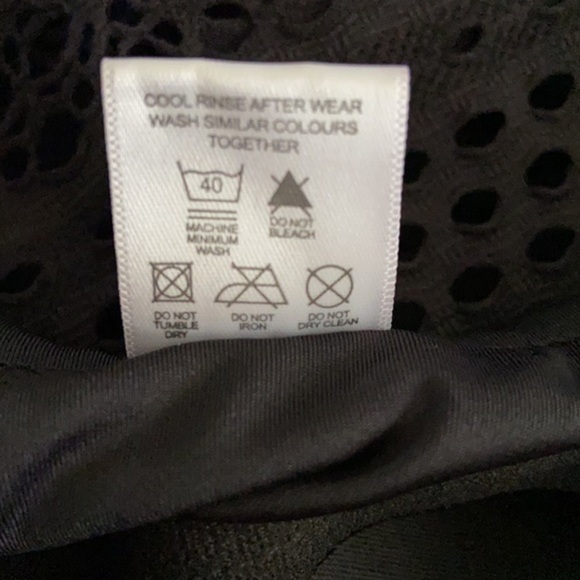 COOL RINSE AFTER WEAR
WASH SIMILAR COLOURS
TOGETHER
40
MACHINE
MINIMUM
WASH
DO NOT
BLEACH
DO NOT
TUMBLE
DRY
DO NOT
IRON
DO NOT
DRY CLEAN